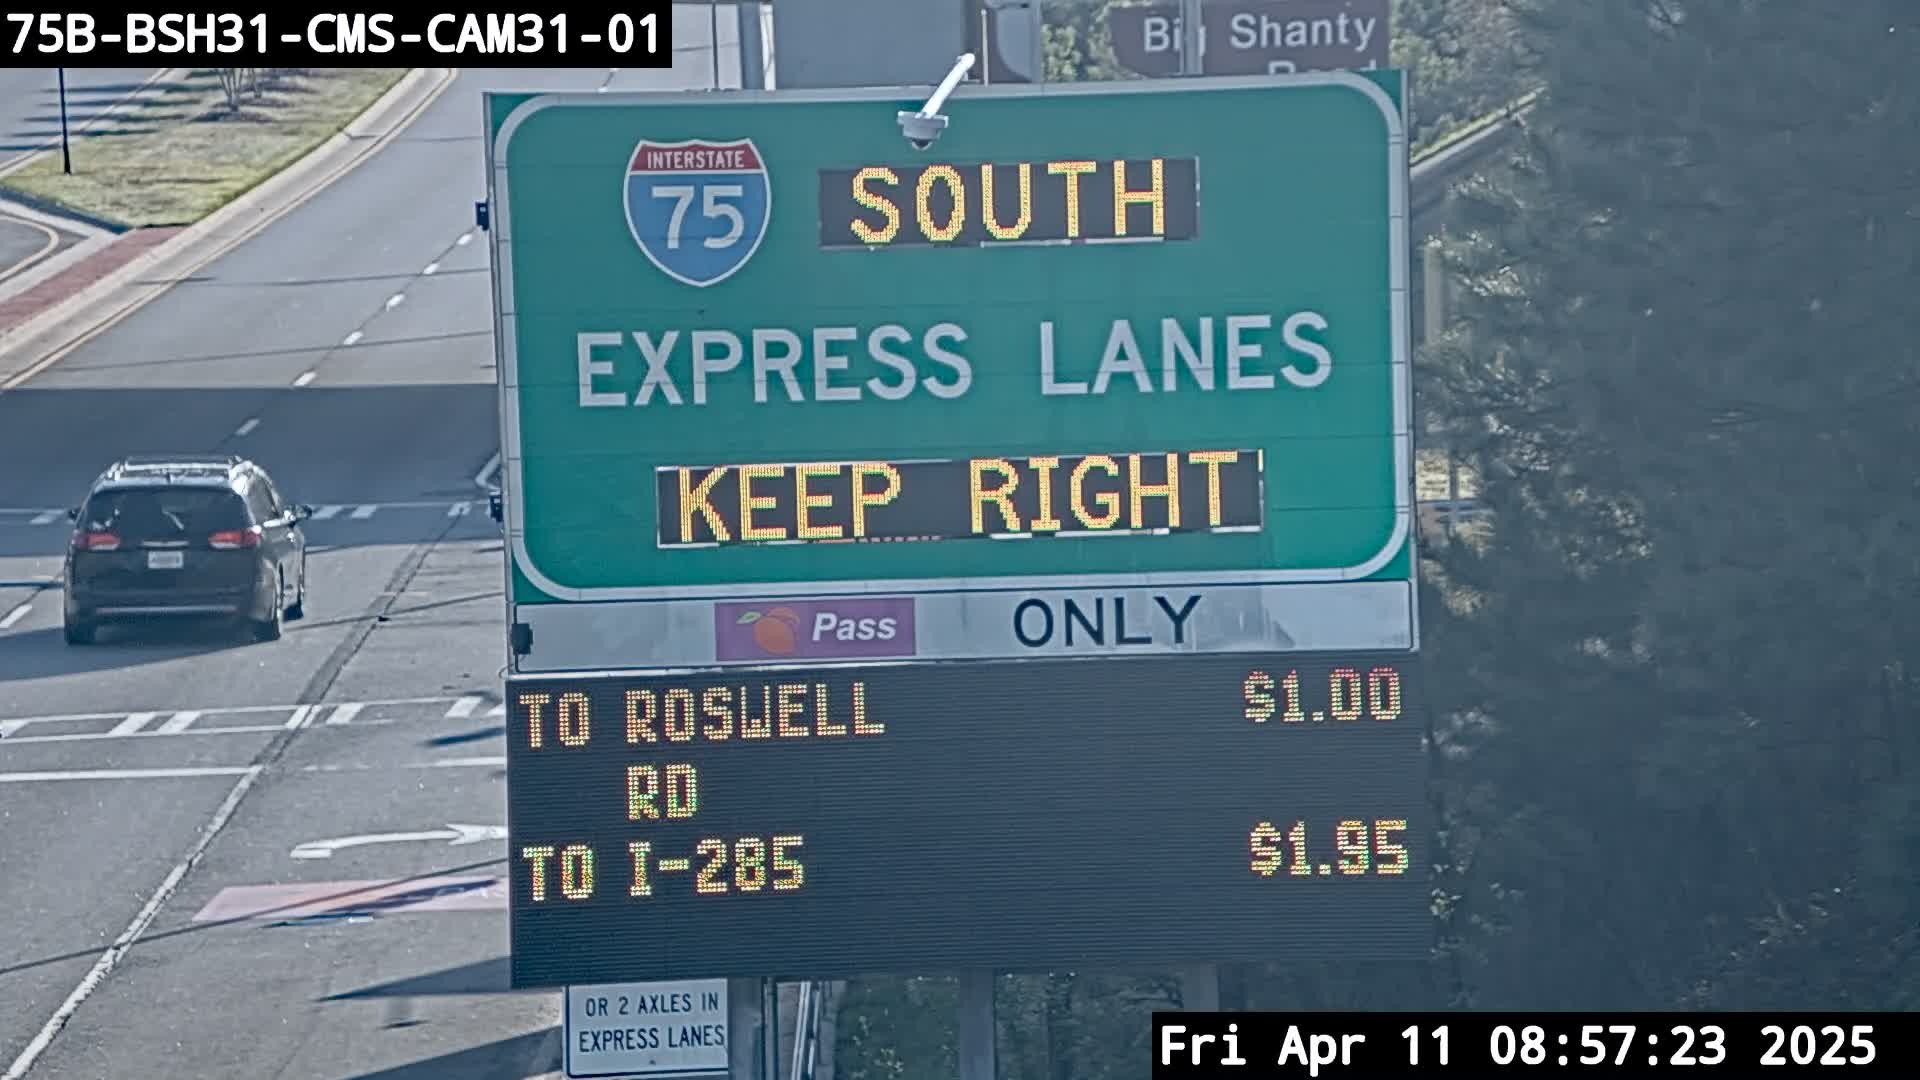 75B-BSH31-CMS-CAM31-01
Big Shanty
Road
INTERSTATE
75
SOUTH
EXPRESS LANES
KEEP RIGHT
Pass ONLY
TO ROSWELL $1.00
RD
TO I-285 $1.95
OR 2 AXLES IN
EXPRESS LANES
Fri Apr 11 08:57:23 2025